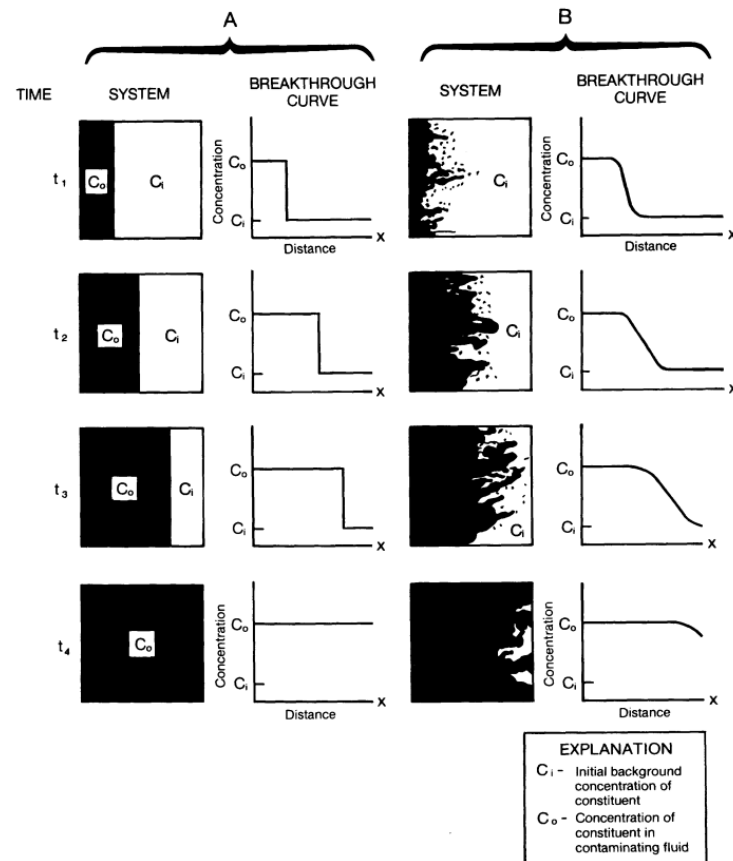 A
B
TIME
SYSTEM
BREAKTHROUGH
CURVE
SYSTEM
BREAKTHROUGH
CURVE
t₁
Cₒ
Cᵢ
Concentration
Cₒ
Cᵢ
X
Distance
Cᵢ
Concentration
Cₒ
Cᵢ
X
Distance
t₂
Cₒ
Cᵢ
Cₒ
Cᵢ
X
Cᵢ
Cₒ
Cᵢ
X
t₃
Cₒ
Cᵢ
Cₒ
Cᵢ
X
Cᵢ
Cₒ
Cᵢ
X
t₄
Cₒ
Concentration
Cₒ
Cᵢ
X
Distance
Concentration
Cₒ
Cᵢ
X
Distance
EXPLANATION
Cᵢ - Initial background
concentration of
constituent
Cₒ - Concentration of
constituent in
contaminating fluid